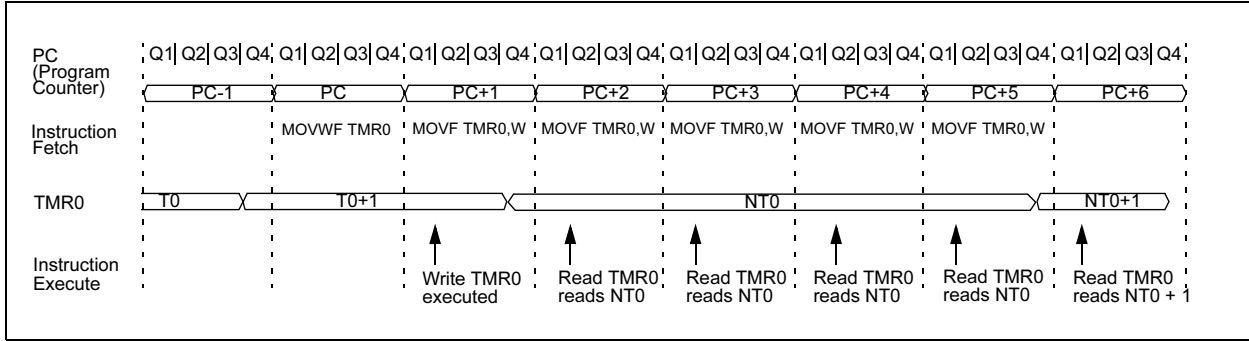 PC
(Program
Counter)
Q1 Q2 Q3 Q4 Q1 Q2 Q3 Q4 Q1 Q2 Q3 Q4 Q1 Q2 Q3 Q4 Q1 Q2 Q3 Q4 Q1 Q2 Q3 Q4 Q1 Q2 Q3 Q4 Q1 Q2 Q3 Q4
PC-1 PC PC+1 PC+2 PC+3 PC+4 PC+5 PC+6
Instruction
Fetch
MOVWF TMR0 MOVF TMR0,W MOVF TMR0,W MOVF TMR0,W MOVF TMR0,W MOVF TMR0,W
TMR0
T0 T0+1 NT0 NT0+1
Instruction
Execute
Write TMR0
executed
Read TMR0
reads NT0
Read TMR0
reads NT0
Read TMR0
reads NT0
Read TMR0
reads NT0
Read TMR0
reads NT0 + 1